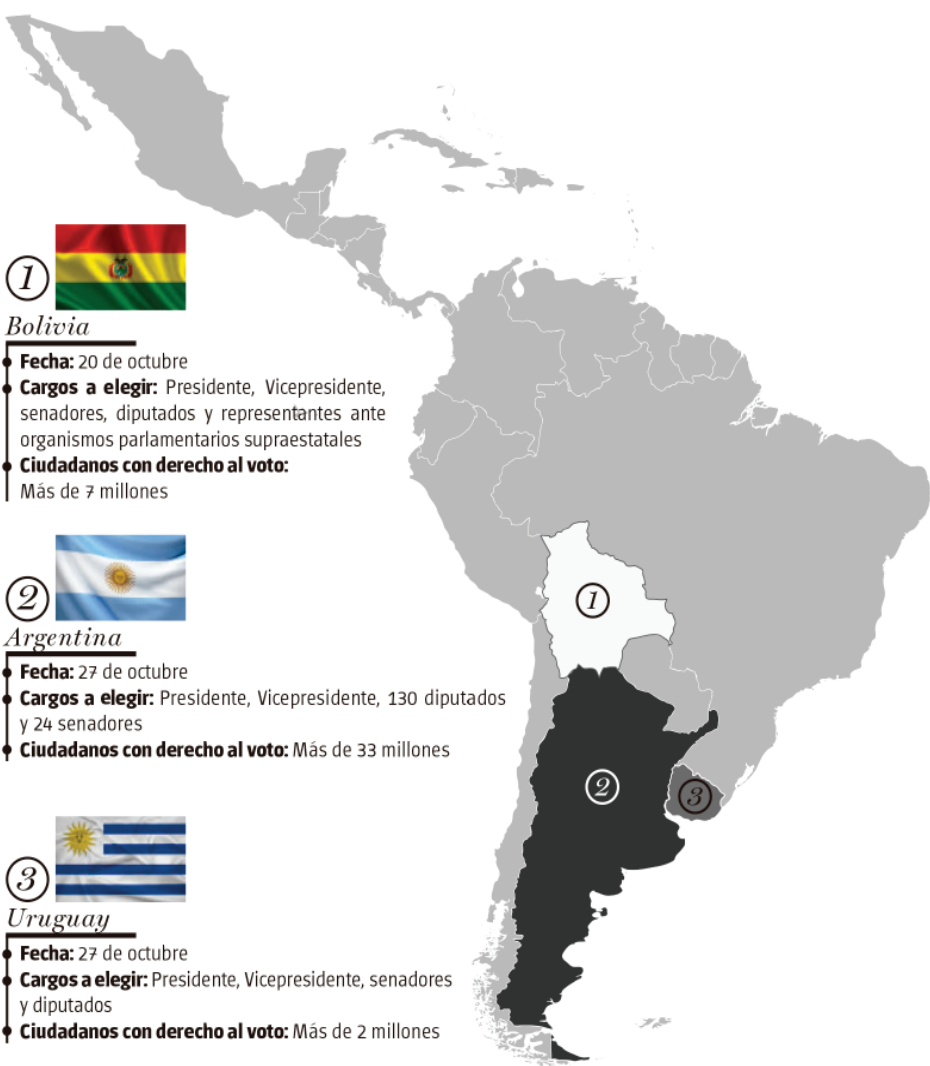 1
Bolivia
Fecha: 20 de octubre
Cargos a elegir: Presidente, Vicepresidente,
senadores, diputados y representantes ante
organismos parlamentarios supraestatales
Ciudadanos con derecho al voto:
Más de 7 millones
2
Argentina
Fecha: 27 de octubre
Cargos a elegir: Presidente, Vicepresidente, 130 diputados
y 24 senadores
Ciudadanos con derecho al voto: Más de 33 millones
3
Uruguay
Fecha: 27 de octubre
Cargos a elegir: Presidente, Vicepresidente, senadores
y diputados
Ciudadanos con derecho al voto: Más de 2 millones
1
2
3